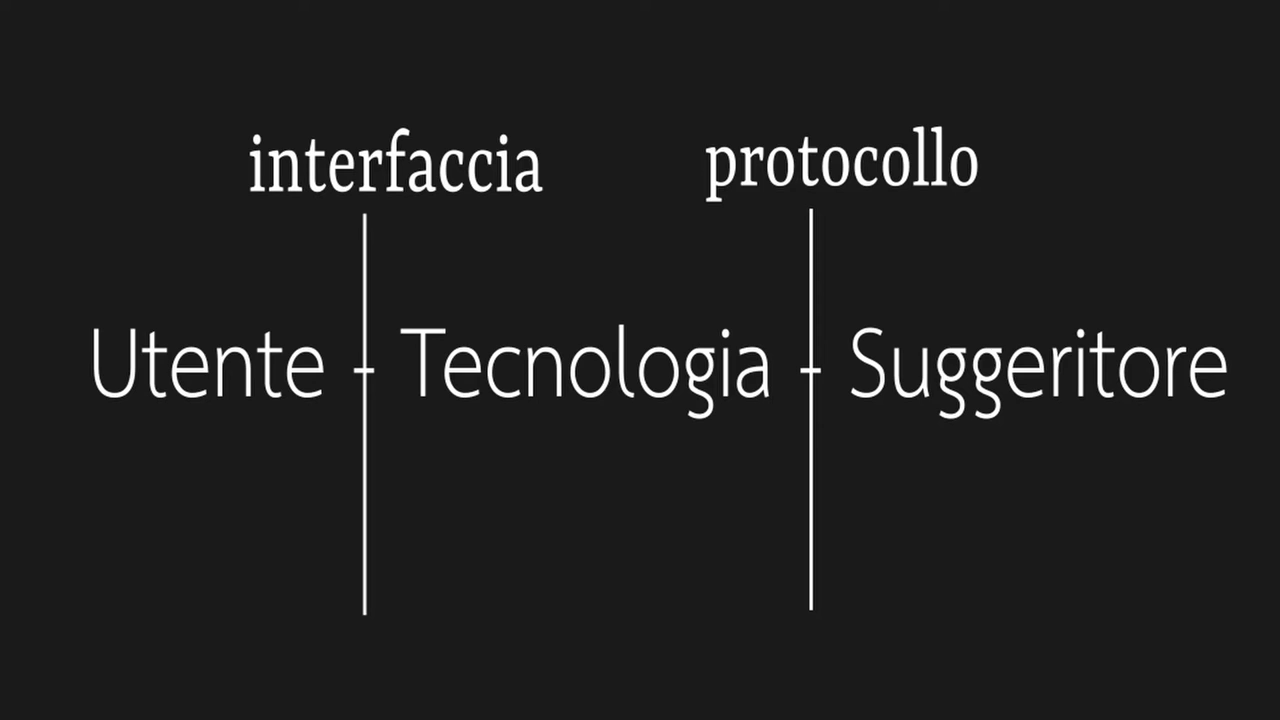 interfaccia protocollo
Utente - Tecnologia - Suggeritore